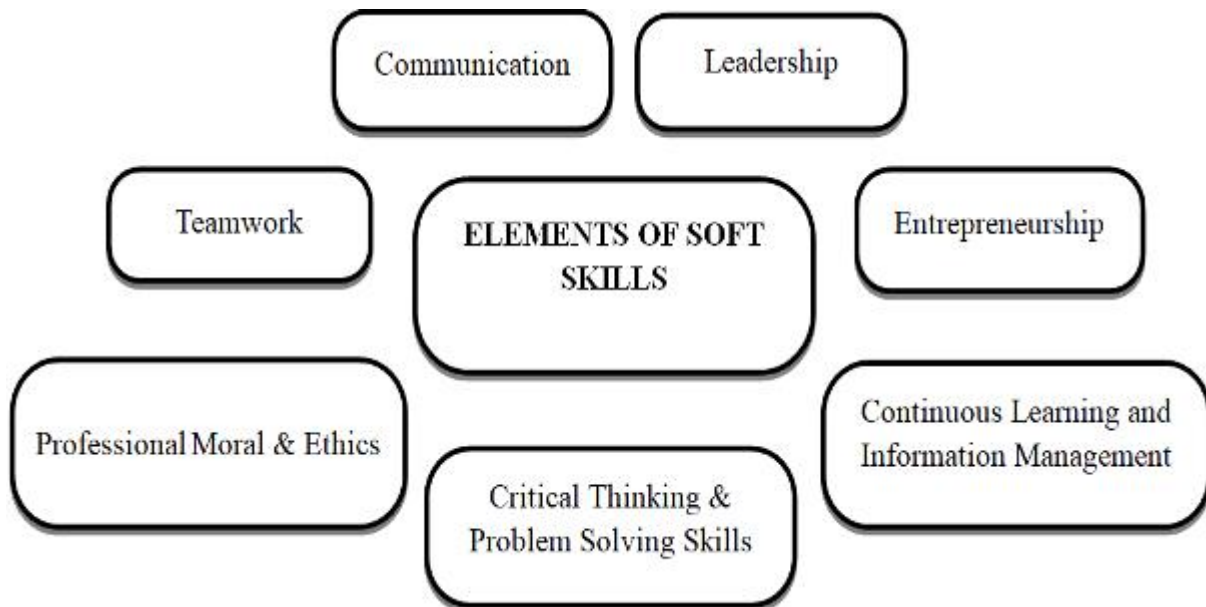 Communication
Leadership
Teamwork
ELEMENTS OF SOFT
SKILLS
Entrepreneurship
Professional Moral & Ethics
Continuous Learning and
Information Management
Critical Thinking &
Problem Solving Skills